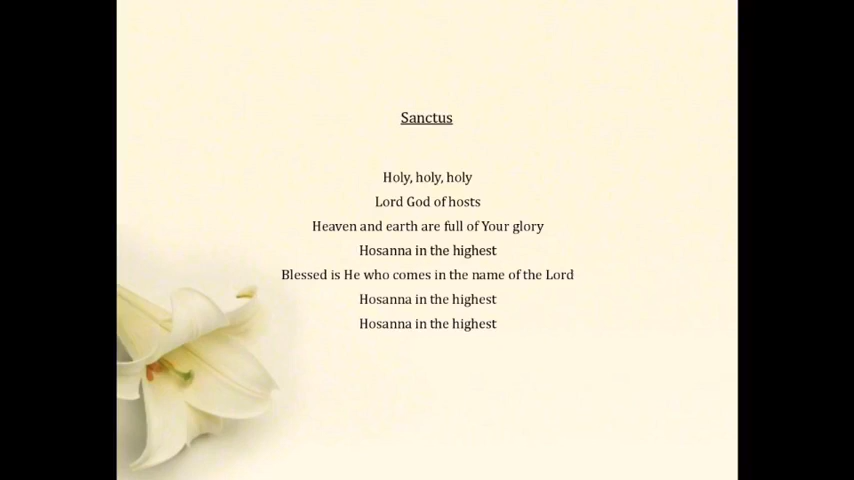 Sanctus
Holy, holy, holy
Lord God of hosts
Heaven and earth are full of Your glory
Hosanna in the highest
Blessed is He who comes in the name of the Lord
Hosanna in the highest
Hosanna in the highest